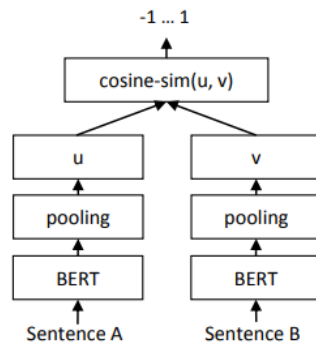 -1 … 1
cosine-sim(u, v)
u v
pooling pooling
BERT BERT
Sentence A Sentence B